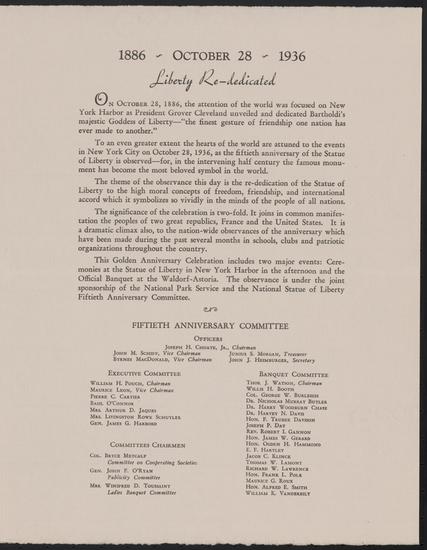 1886 ~ OCTOBER 28 ~ 1936
Liberty Re-dedicated
ON OCTOBER 28, 1886, the attention of the world was focused on New
York Harbor as President Grover Cleveland unveiled and dedicated Bartholdi's
majestic Goddess of Liberty—"the finest gesture of friendship one nation has
ever made to another."
To an even greater extent the hearts of the world are attuned to the events
in New York City on October 28, 1936, as the fiftieth anniversary of the Statue
of Liberty is observed—for, in the intervening half century the famous monu-
ment has become the most beloved symbol in the world.
The theme of the observance this day is the re-dedication of the Statue of
Liberty to the high moral concepts of freedom, friendship, and international
accord which it symbolizes so vividly in the minds of the people of all nations.
The significance of the celebration is two-fold. It joins in common manifes-
tation the peoples of two great republics, France and the United States. It is
a dramatic climax also, to the nation-wide observances of the anniversary which
have been made during the past several months in schools, clubs and patriotic
organizations throughout the country.
This Golden Anniversary Celebration includes two major events: Cere-
monies at the Statue of Liberty in New York Harbor in the afternoon and the
Official Banquet at the Waldorf-Astoria. The observance is under the joint
sponsorship of the National Park Service and the National Statue of Liberty
Fiftieth Anniversary Committee.
FIFTIETH ANNIVERSARY COMMITTEE
OFFICERS
JOSEPH H. CHOATE, JR., Chairman
JOHN M. SCHIFF, Vice Chairman JUNIUS S. MORGAN, Treasurer
BYRNES MACDONALD, Vice Chairman JOHN J. HEIMBURGER, Secretary
EXECUTIVE COMMITTEE
WILLIAM H. POUCH, Chairman
MAURICE LEON, Vice Chairman
PIERRE C. CARTIER
BASIL O'CONNOR
MRS. ARTHUR D. JAQUES
MRS. LIVINGSTON ROWE SCHUYLER
GEN. JAMES G. HARBORD
COMMITTEES CHAIRMEN
COL. BRYCE METCALF
Committee on Cooperating Societies
GEN. JOHN F. O'RYAN
Publicity Committee
MRS. WINIFRED D. TOUSSAINT
Ladies Banquet Committee
BANQUET COMMITTEE
THOS. J. WATSON, Chairman
WILLIS H. BOOTH
COL. GEORGE W. BURLEIGH
DR. NICHOLAS MURRAY BUTLER
DR. HARRY WOODBURN CHASE
DR. HARVEY N. DAVIS
HON. F. TRUBEE DAVISON
JOSEPH P. DAY
REV. ROBERT I. GANNON
HON. JAMES W. GERARD
HON. OGDEN H. HAMMOND
E. F. HARTLEY
JACOB C. KLINCK
THOMAS W. LAMONT
RICHARD W. LAWRENCE
HON. FRANK L. POLK
MAURICE G. ROUX
HON. ALFRED E. SMITH
WILLIAM K. VANDERBILT